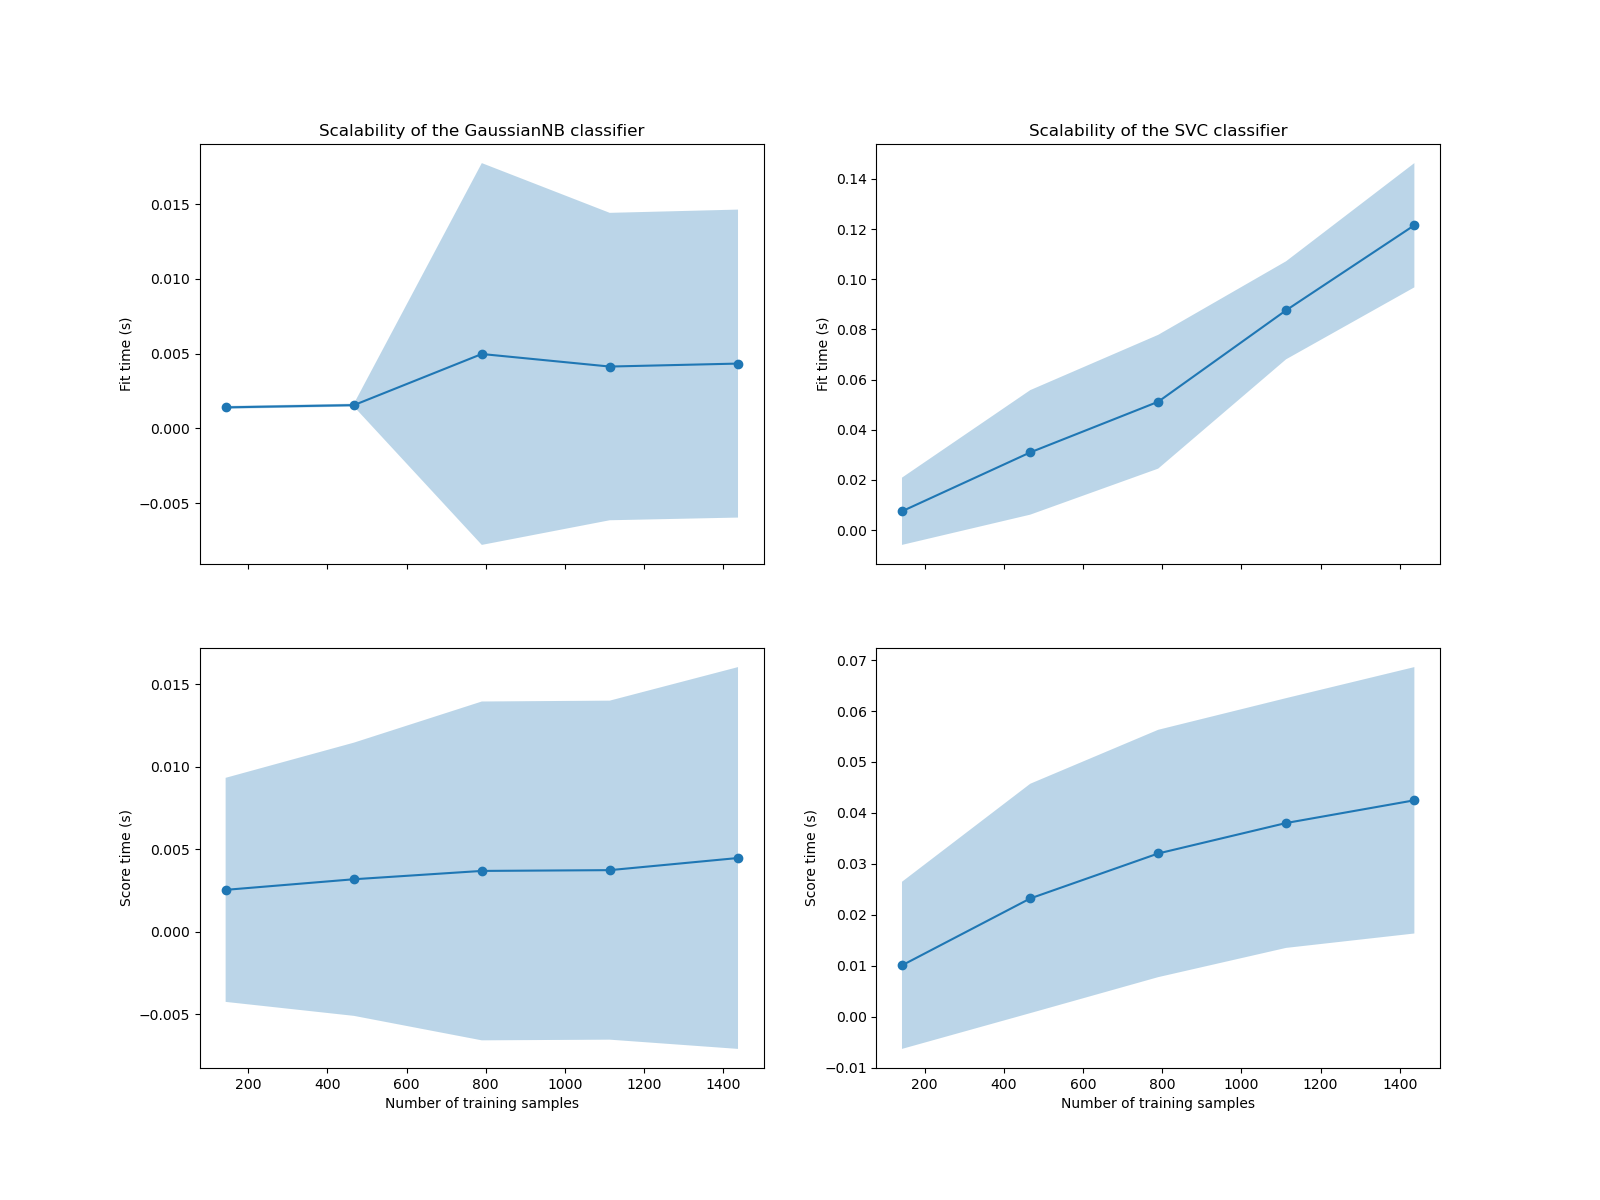 Scalability of the GaussianNB classifier
0.015
0.010
0.005
0.000
−0.005
Fit time (s)
Scalability of the SVC classifier
0.14
0.12
0.10
0.08
0.06
0.04
0.02
0.00
Fit time (s)
0.015
0.010
0.005
0.000
−0.005
Score time (s)
200 400 600 800 1000 1200 1400
Number of training samples
0.07
0.06
0.05
0.04
0.03
0.02
0.01
0.00
−0.01
Score time (s)
200 400 600 800 1000 1200 1400
Number of training samples